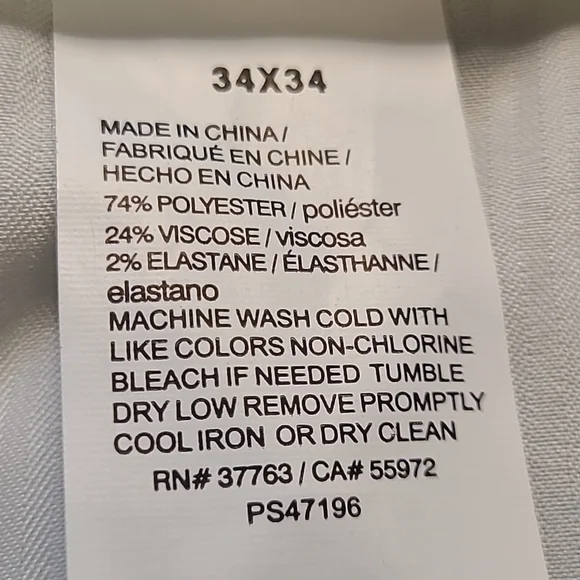 34X34
MADE IN CHINA /
FABRIQUÉ EN CHINE /
HECHO EN CHINA
74% POLYESTER / poliéster
24% VISCOSE / viscosa
2% ELASTANE / ÉLASTHANNE /
elastano
MACHINE WASH COLD WITH
LIKE COLORS NON-CHLORINE
BLEACH IF NEEDED TUMBLE
DRY LOW REMOVE PROMPTLY
COOL IRON OR DRY CLEAN
RN# 37763 / CA# 55972
PS47196